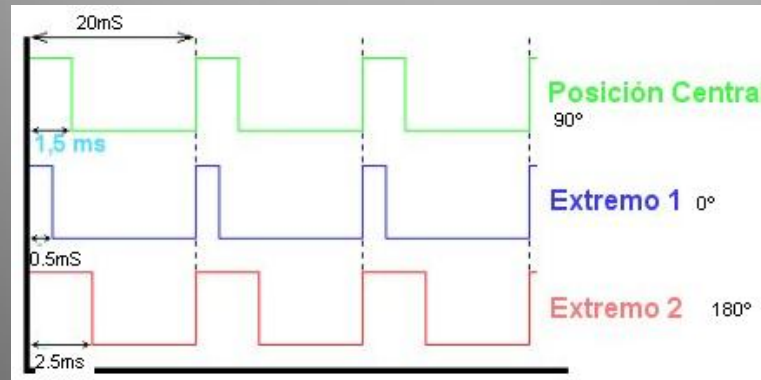 20mS
Posición Centra
90º
1,5 ms
Extremo 1 0º
0.5mS
Extremo 2 180º
2.5ms